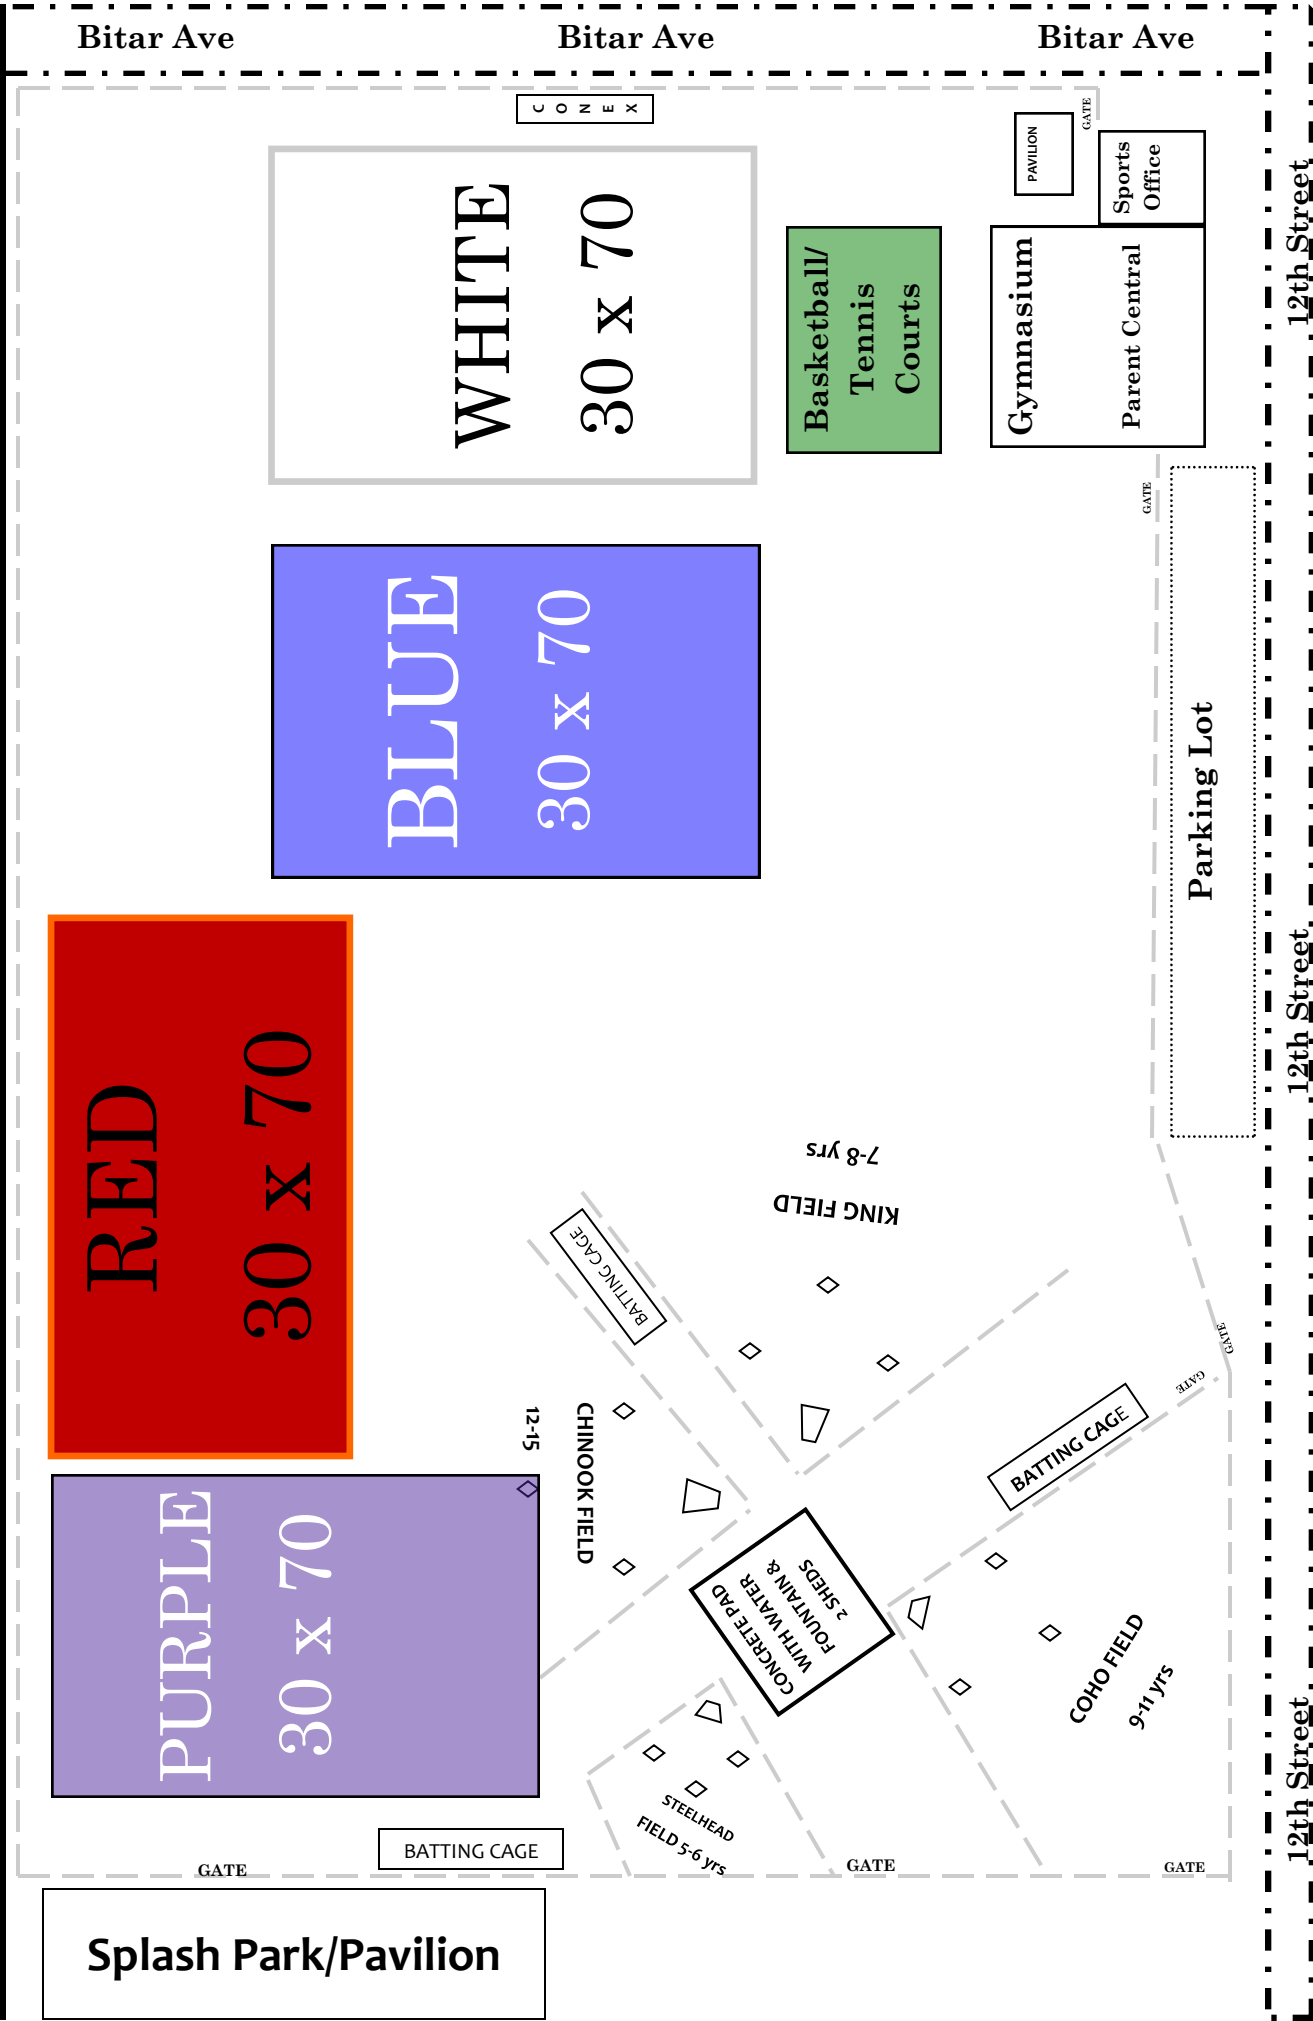 Bitar Ave
Bitar Ave
Bitar Ave
CONEX
GATE
PAVILION
Sports
Office
12th Street
WHITE
30 x 70
Basketball/
Tennis
Courts
Gymnasium
Parent Central
GATE
BLUE
30 x 70
Parking Lot
12th Street
RED
30 x 70
7-8 yrs
KING FIELD
BATTING CAGE
GATE
GATE
BATTING CAGE
12-15
CHINOOK FIELD
PURPLE
30 x 70
CONCRETE PAD
WITH WATER
FOUNTAIN &
2 SHEDS
COHO FIELD
9-11 yrs
12th Street
STEELHEAD
FIELD 5-6 yrs
BATTING CAGE
GATE
GATE
GATE
Splash Park/Pavilion